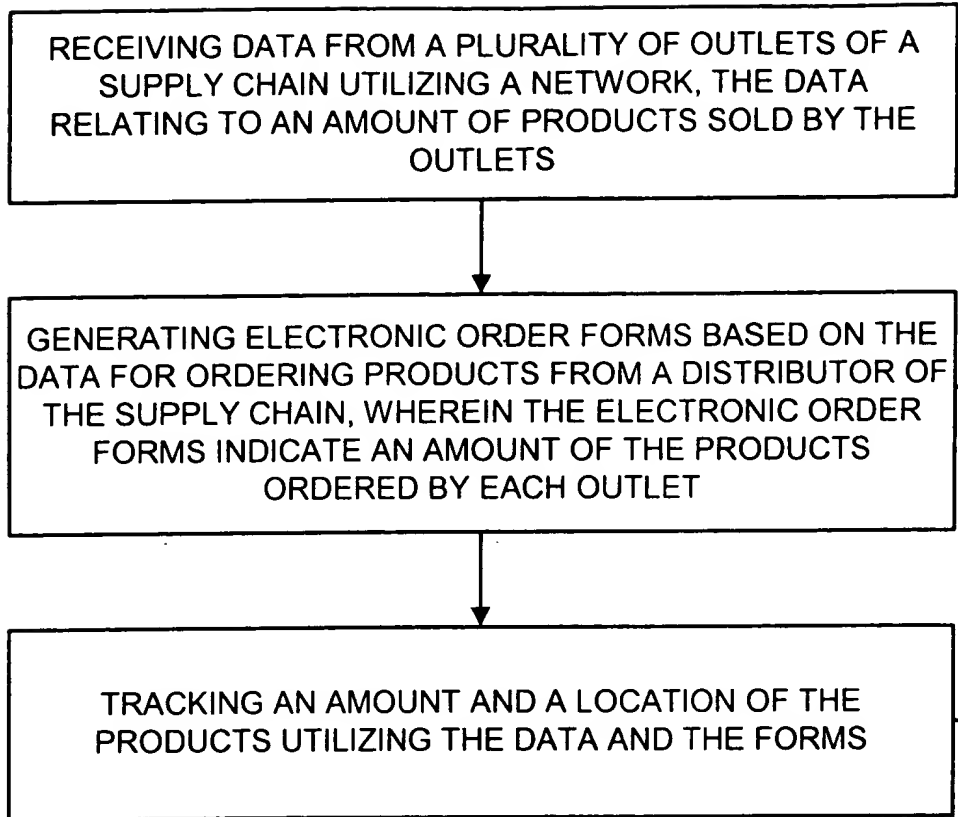 RECEIVING DATA FROM A PLURALITY OF OUTLETS OF A
SUPPLY CHAIN UTILIZING A NETWORK, THE DATA
RELATING TO AN AMOUNT OF PRODUCTS SOLD BY THE
OUTLETS
GENERATING ELECTRONIC ORDER FORMS BASED ON THE
DATA FOR ORDERING PRODUCTS FROM A DISTRIBUTOR OF
THE SUPPLY CHAIN, WHEREIN THE ELECTRONIC ORDER
FORMS INDICATE AN AMOUNT OF THE PRODUCTS
ORDERED BY EACH OUTLET
TRACKING AN AMOUNT AND A LOCATION OF THE
PRODUCTS UTILIZING THE DATA AND THE FORMS